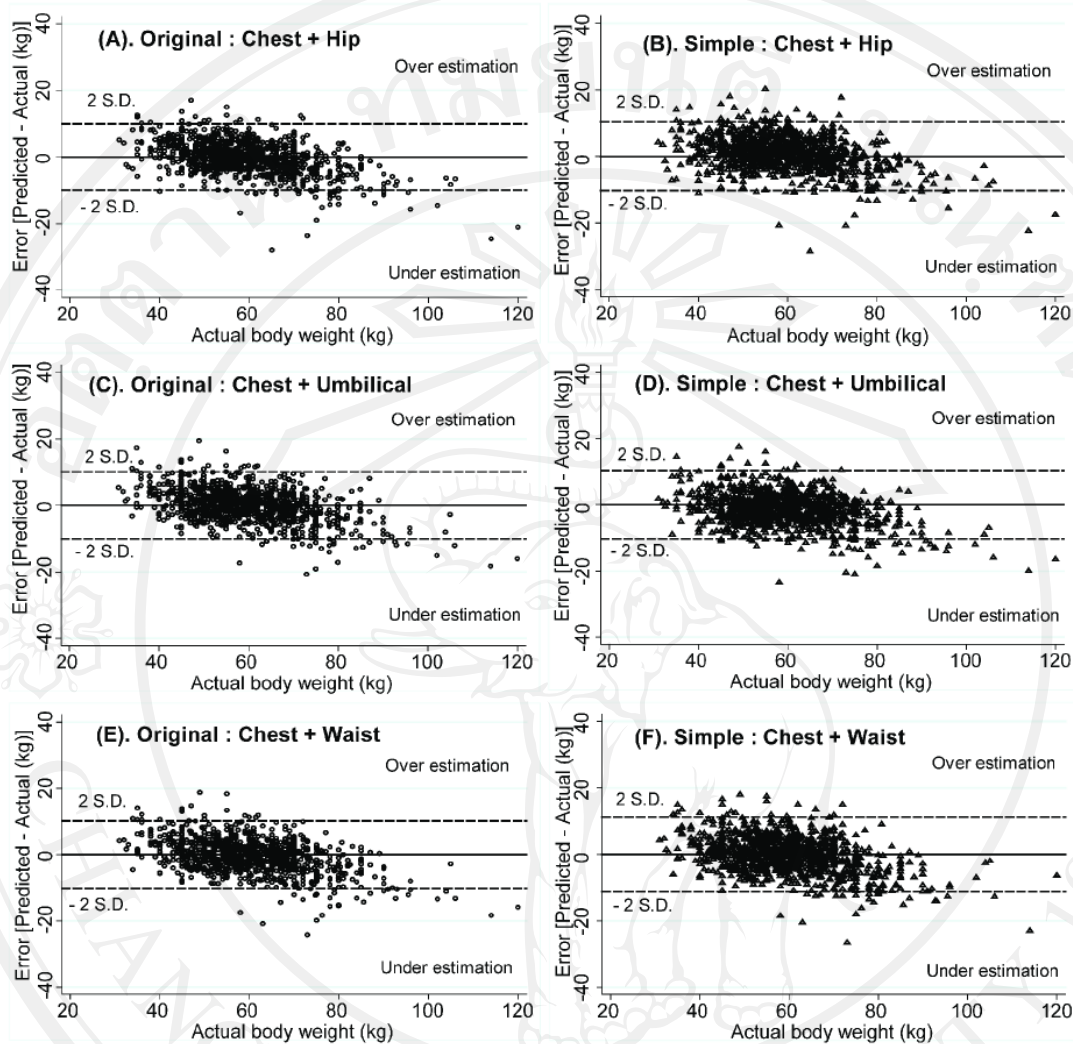 (A). Original : Chest + Hip
Over estimation
2 S.D.
- 2 S.D.
Under estimation
Error [Predicted - Actual (kg)]
40
20
0
-20
-40
20 40 60 80 100 120
Actual body weight (kg)
(B). Simple : Chest + Hip
Over estimation
2 S.D.
- 2 S.D.
Under estimation
Error [Predicted - Actual (kg)]
40
20
0
-20
-40
20 40 60 80 100 120
Actual body weight (kg)
(C). Original : Chest + Umbilical
Over estimation
2 S.D.
- 2 S.D.
Under estimation
Error [Predicted - Actual (kg)]
40
20
0
-20
-40
20 40 60 80 100 120
Actual body weight (kg)
(D). Simple : Chest + Umbilical
Over estimation
2 S.D.
- 2 S.D.
Under estimation
Error [Predicted - Actual (kg)]
40
20
0
-20
-40
20 40 60 80 100 120
Actual body weight (kg)
(E). Original : Chest + Waist
Over estimation
2 S.D.
- 2 S.D.
Under estimation
Error [Predicted - Actual (kg)]
40
20
0
-20
-40
20 40 60 80 100 120
Actual body weight (kg)
(F). Simple : Chest + Waist
Over estimation
2 S.D.
- 2 S.D.
Under estimation
Error [Predicted - Actual (kg)]
40
20
0
-20
-40
20 40 60 80 100 120
Actual body weight (kg)